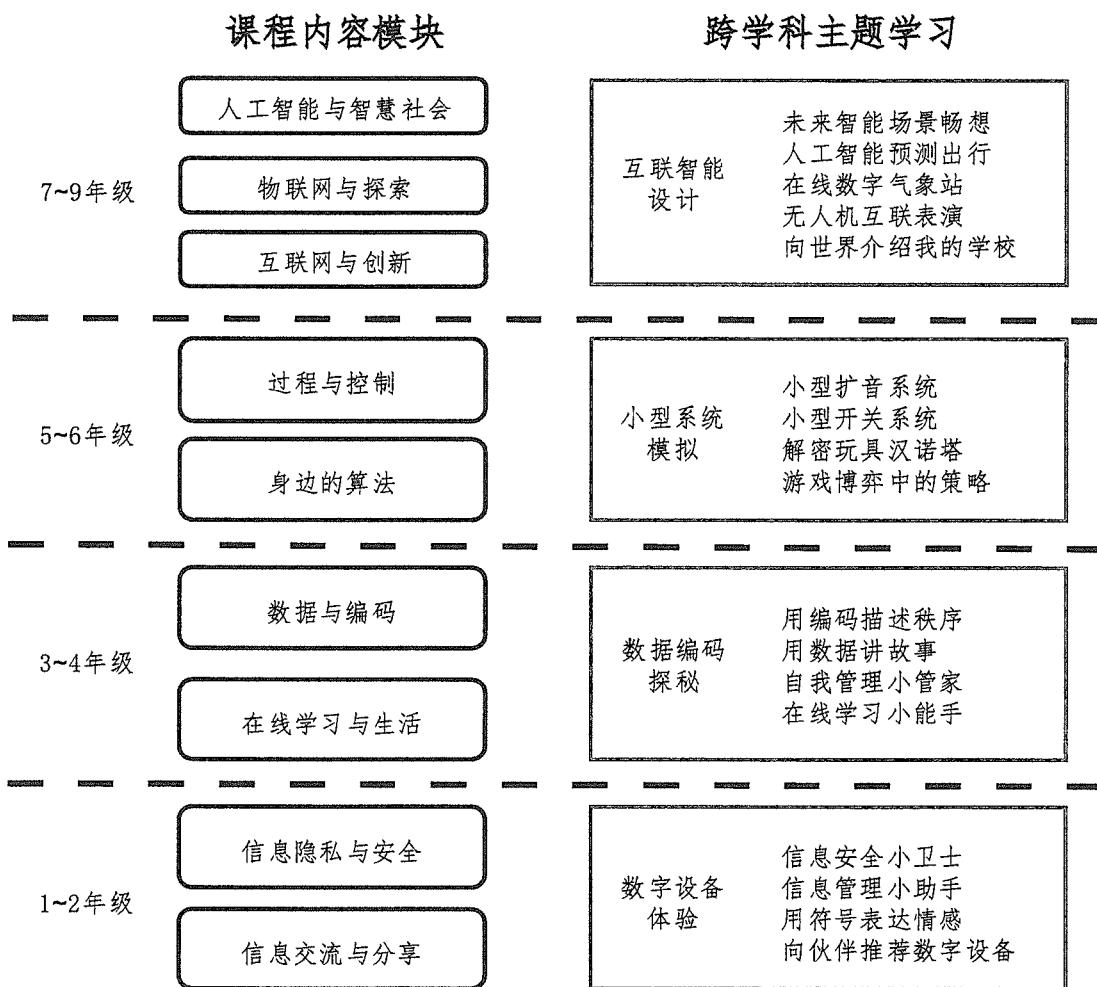 课程内容模块
跨学科主题学习
7~9年级
人工智能与智慧社会
物联网与探索
互联网与创新
互联智能
设计
未来智能场景畅想
人工智能预测出行
在线数字气象站
无人机互联表演
向世界介绍我的学校
5~6年级
过程与控制
身边的算法
小型系统
模拟
小型扩音系统
小型开关系统
解密玩具汉诺塔
游戏博弈中的策略
3~4年级
数据与编码
在线学习与生活
数据编码
探秘
用编码描述秩序
用数据讲故事
自我管理小管家
在线学习小能手
1~2年级
信息隐私与安全
信息交流与分享
数字设备
体验
信息安全小卫士
信息管理小助手
用符号表达情感
向伙伴推荐数字设备